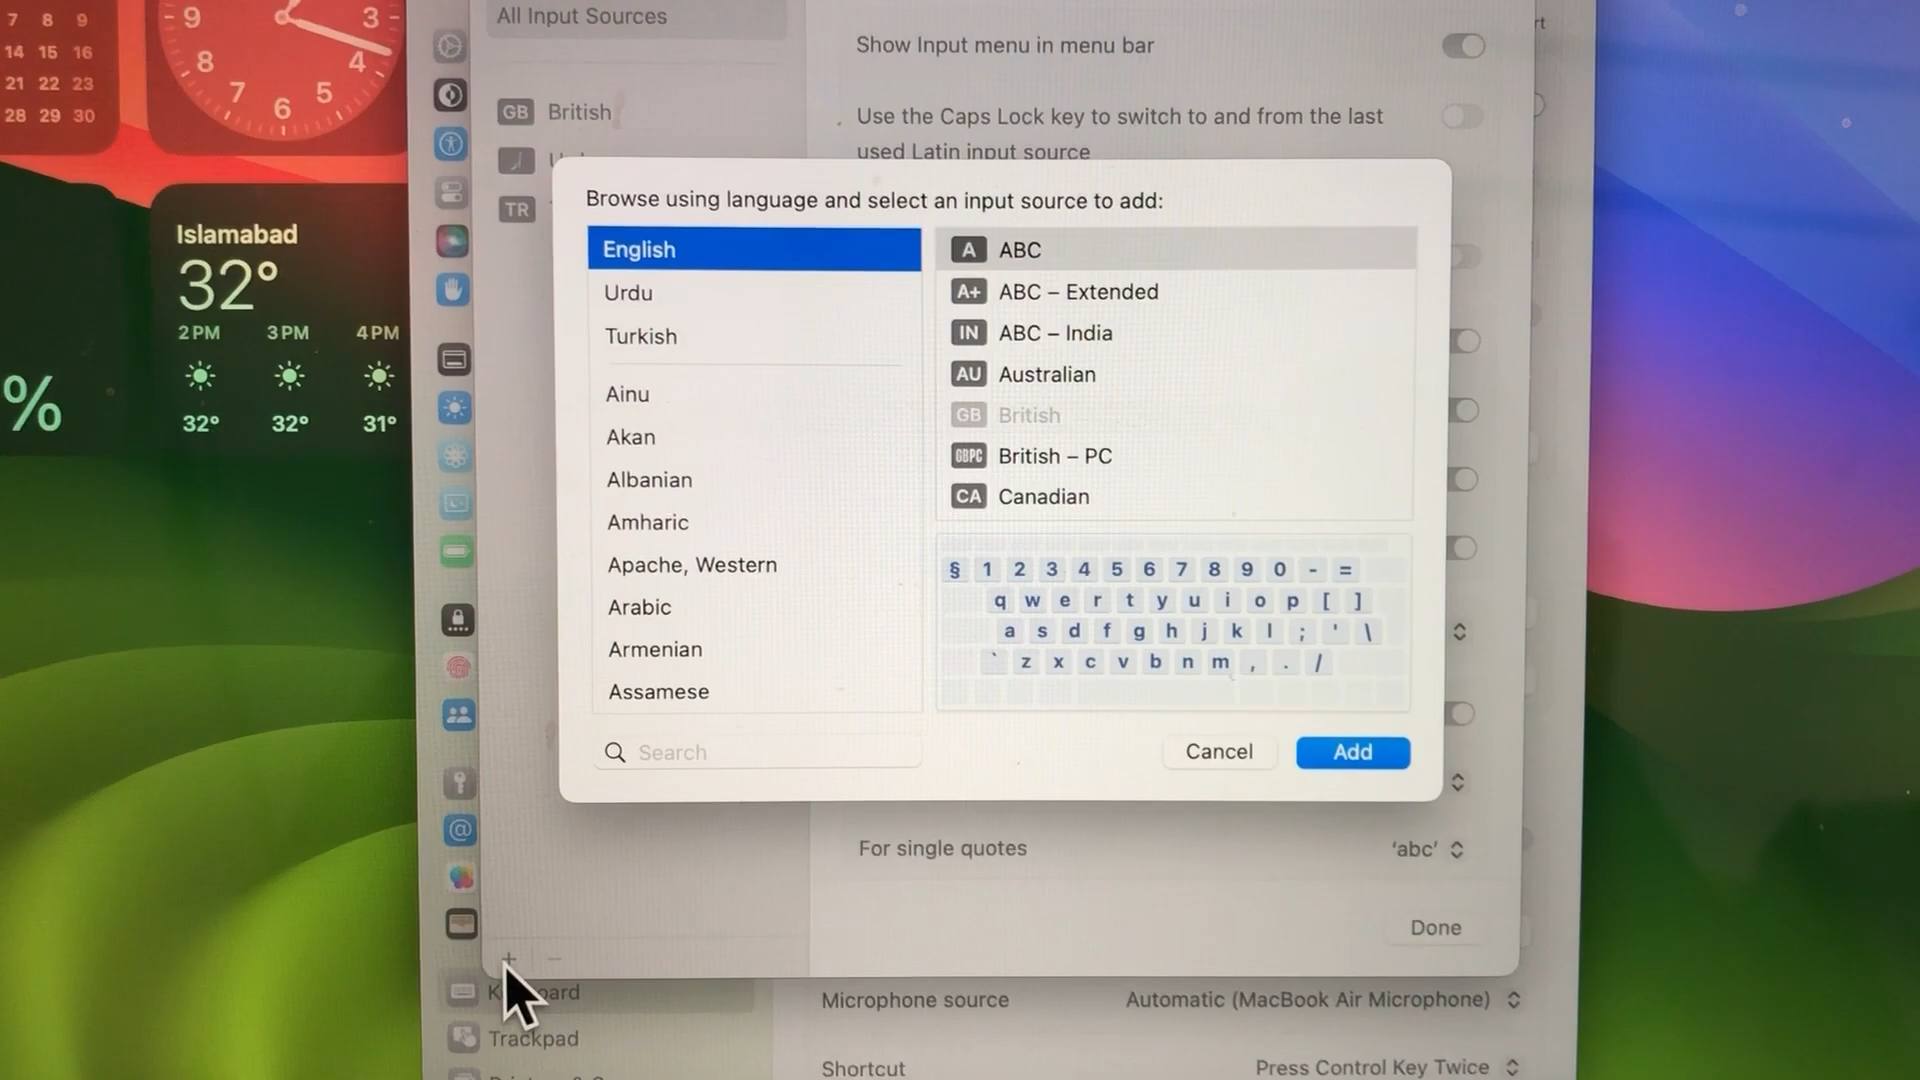 7 8 9
14 15 16
21 22 23
28 29 30
9 3
8 4
7 5
6
Islamabad
32°
2PM 3PM 4PM
32° 32° 31°
%
All Input Sources
GB British
TR
Show Input menu in menu bar
Use the Caps Lock key to switch to and from the last
used Latin input source
Browse using language and select an input source to add:
English
Urdu
Turkish
Ainu
Akan
Albanian
Amharic
Apache, Western
Arabic
Armenian
Assamese
Search
A ABC
A+ ABC – Extended
IN ABC – India
AU Australian
GB British
GBPC British – PC
CA Canadian
§ 1 2 3 4 5 6 7 8 9 0 - =
q w e r t y u i o p [ ]
a s d f g h j k l ; ' \
` z x c v b n m , . /
Cancel Add
For single quotes 'abc'
Done
+ −
Keyboard
Trackpad
Microphone source Automatic (MacBook Air Microphone)
Shortcut Press Control Key Twice